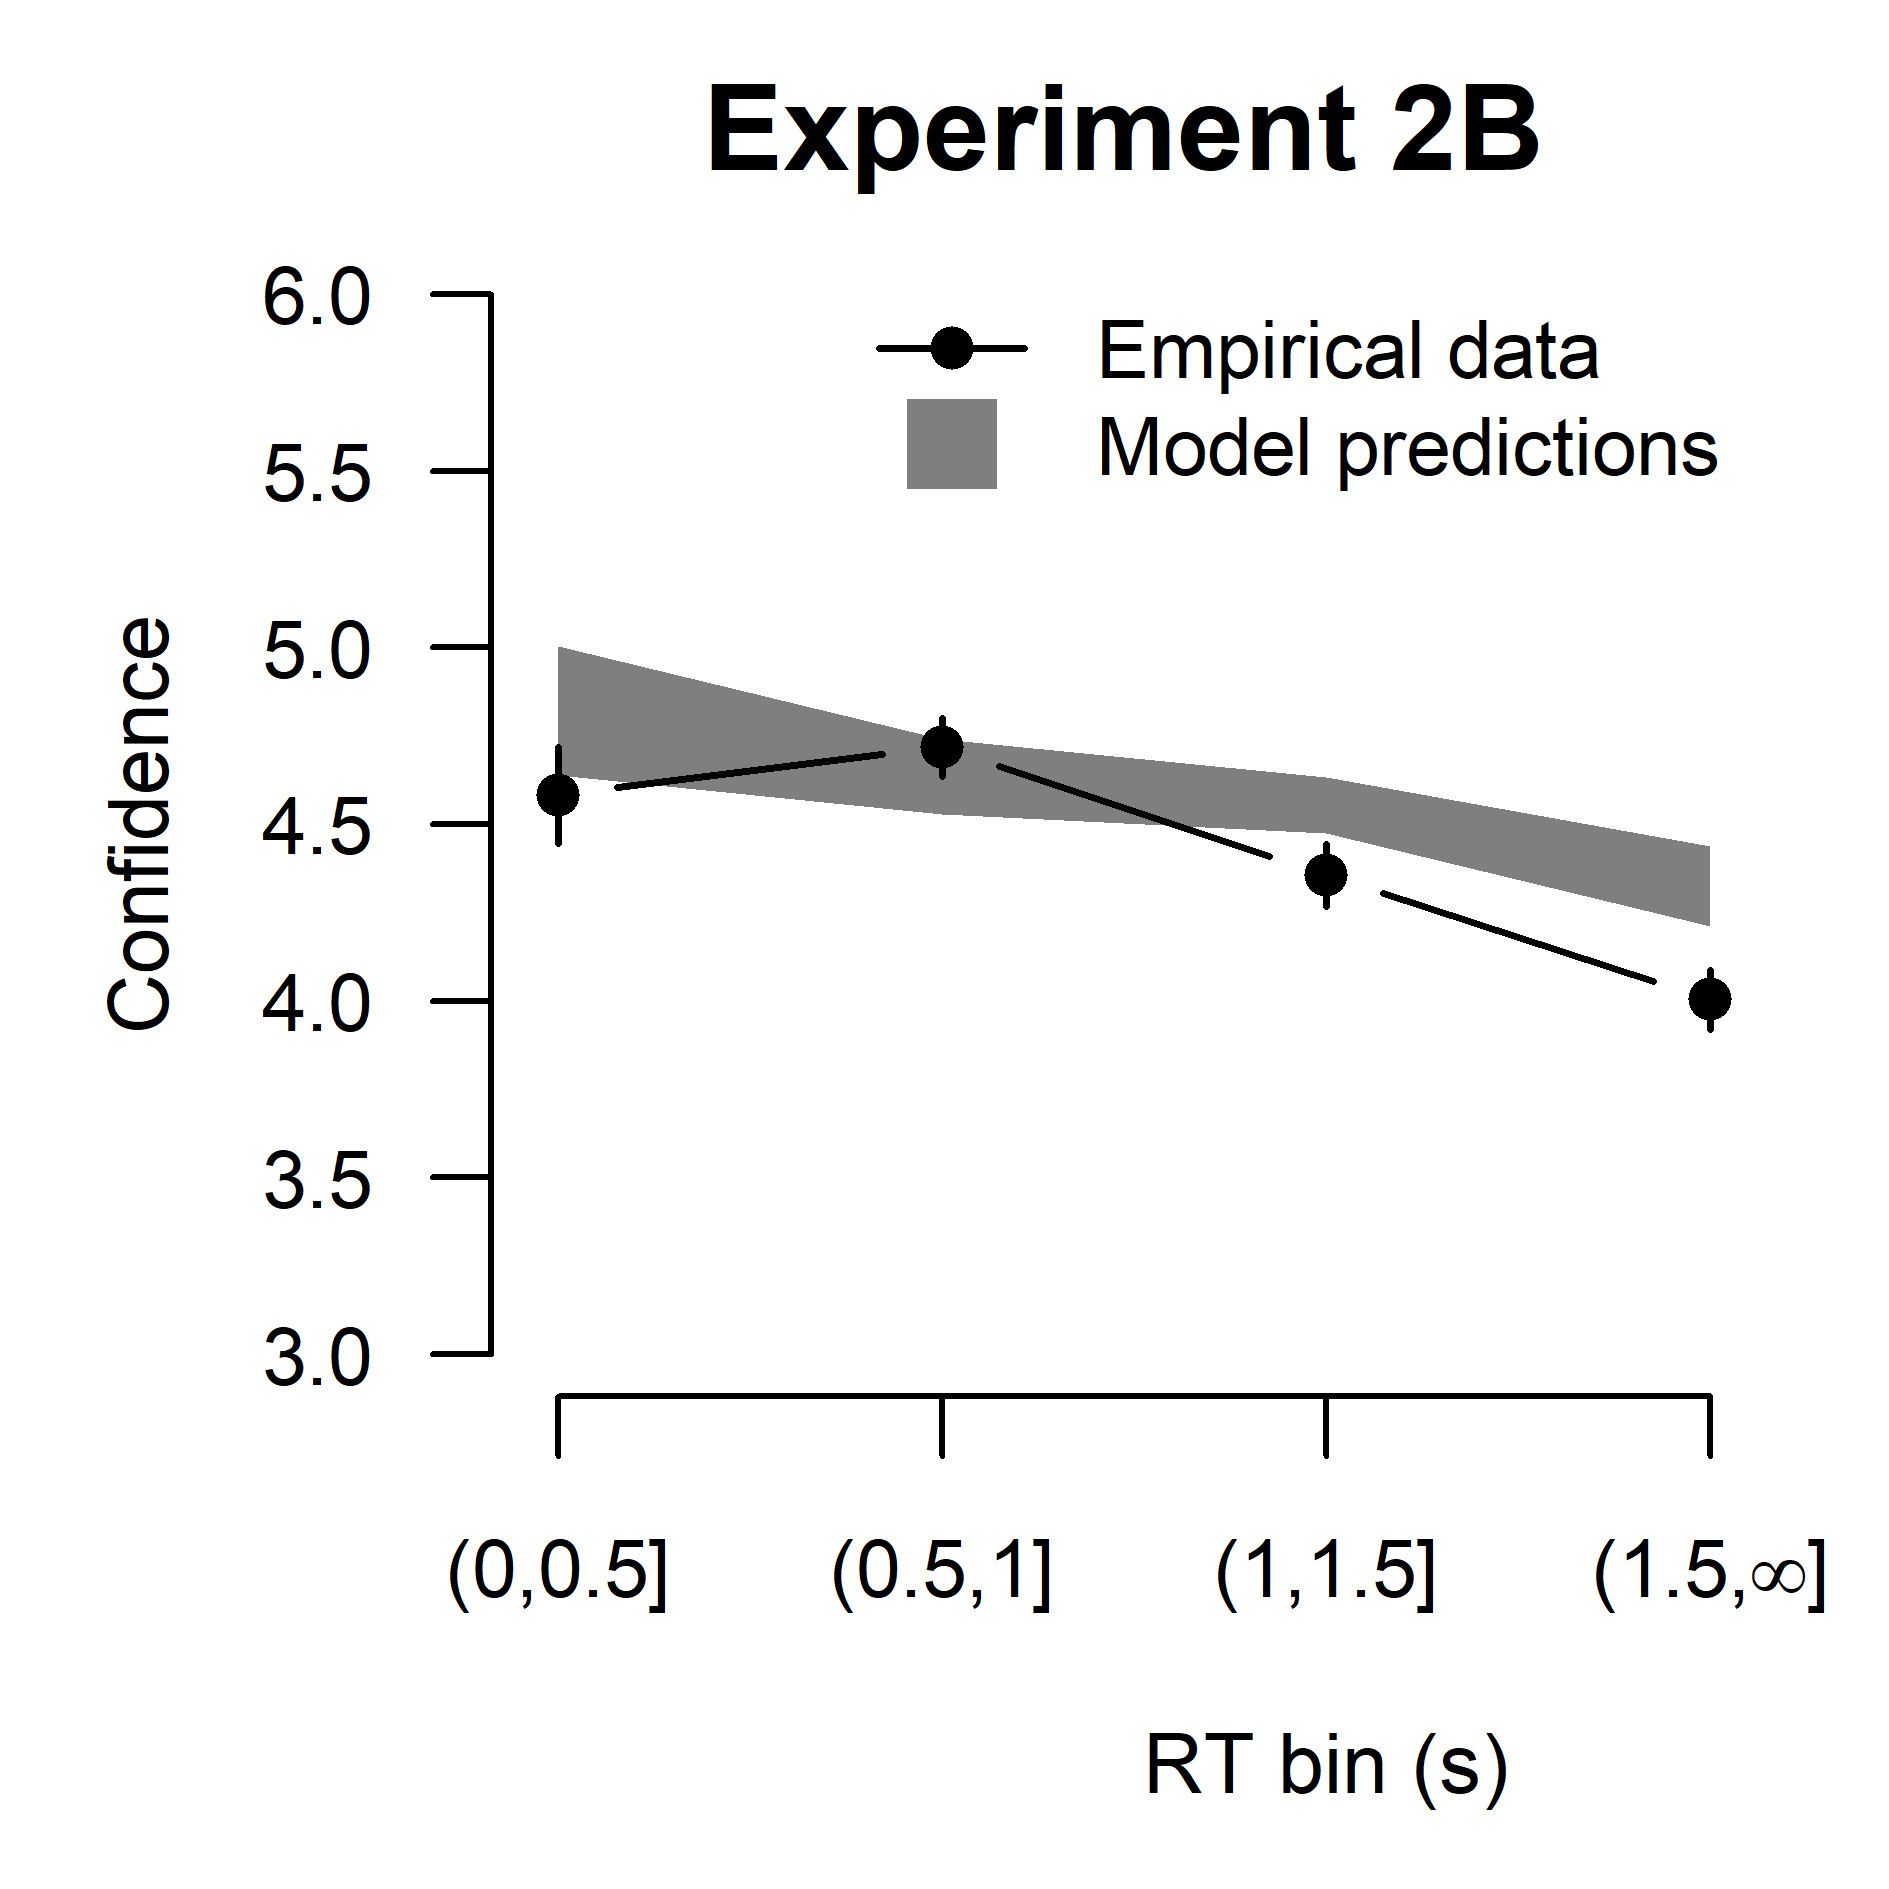 Experiment 2B
6.0
5.5
5.0
4.5
4.0
3.5
3.0
Confidence
Empirical data
Model predictions
(0,0.5] (0.5,1] (1,1.5] (1.5,∞]
RT bin (s)